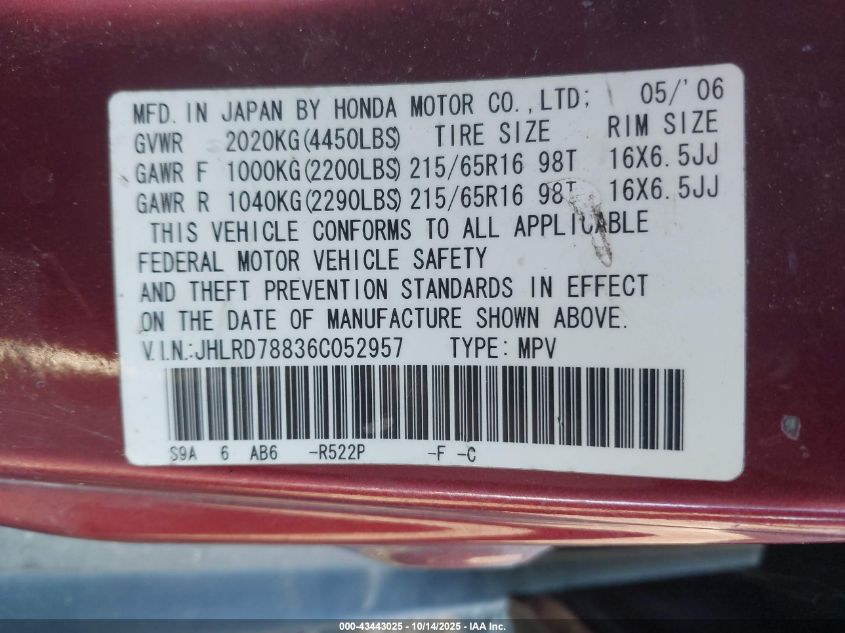 MFD. IN JAPAN BY HONDA MOTOR CO., LTD; 05/'06
GVWR 2020KG(4450LBS) TIRE SIZE RIM SIZE
GAWR F 1000KG(2200LBS) 215/65R16 98T 16X6.5JJ
GAWR R 1040KG(2290LBS) 215/65R16 98T 16X6.5JJ
THIS VEHICLE CONFORMS TO ALL APPLICABLE
FEDERAL MOTOR VEHICLE SAFETY
AND THEFT PREVENTION STANDARDS IN EFFECT
ON THE DATE OF MANUFACTURE SHOWN ABOVE.
V.I.N.:JHLRD78836C052957 TYPE: MPV
S9A 6 AB6 -R522P -F -C
000-43443025 | 10/14/2025 | IAA Inc.